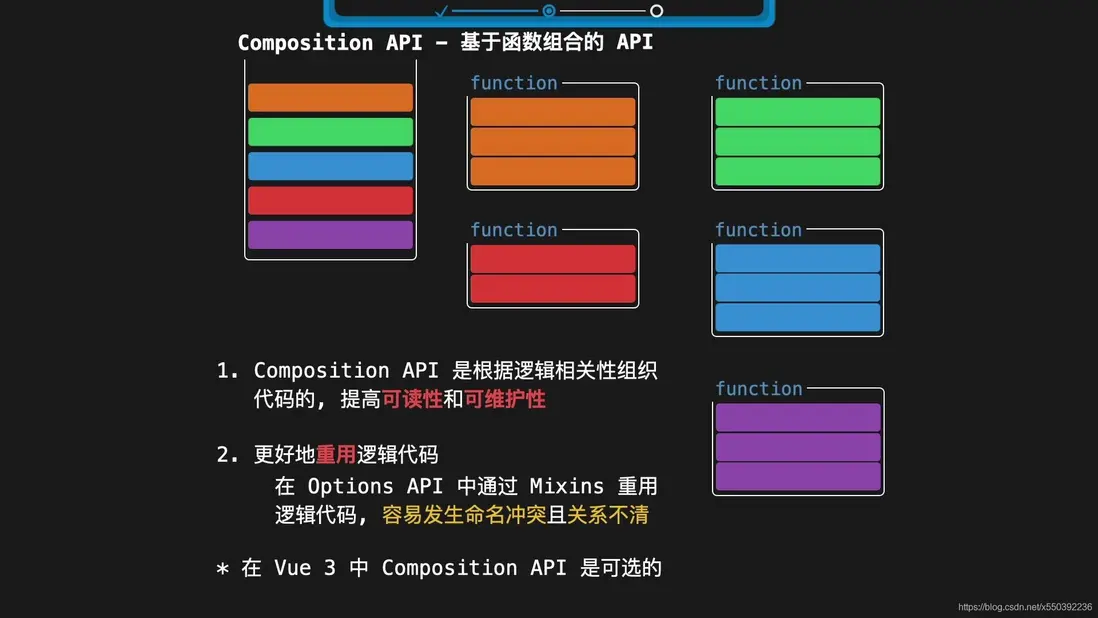 Composition API - 基于函数组合的 API
function
function
function
function
function
1. Composition API 是根据逻辑相关性组织
代码的, 提高可读性和可维护性
2. 更好地重用逻辑代码
在 Options API 中通过 Mixins 重用
逻辑代码, 容易发生命名冲突且关系不清
* 在 Vue 3 中 Composition API 是可选的
https://blog.csdn.net/x550392236